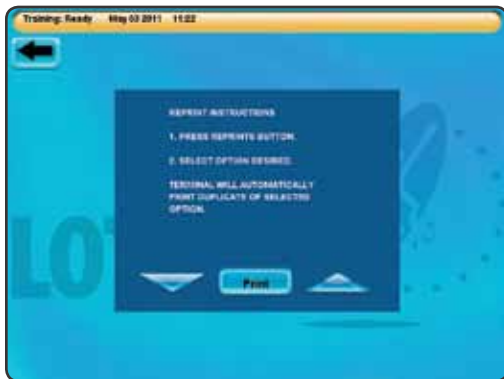 Training: Ready May 03 2011 11:22
REPRINT INSTRUCTIONS
1. PRESS REPRINTS BUTTON.
2. SELECT OPTION DESIRED.
TERMINAL WILL AUTOMATICALLY
PRINT DUPLICATE OF SELECTED
OPTION.
LO
Print